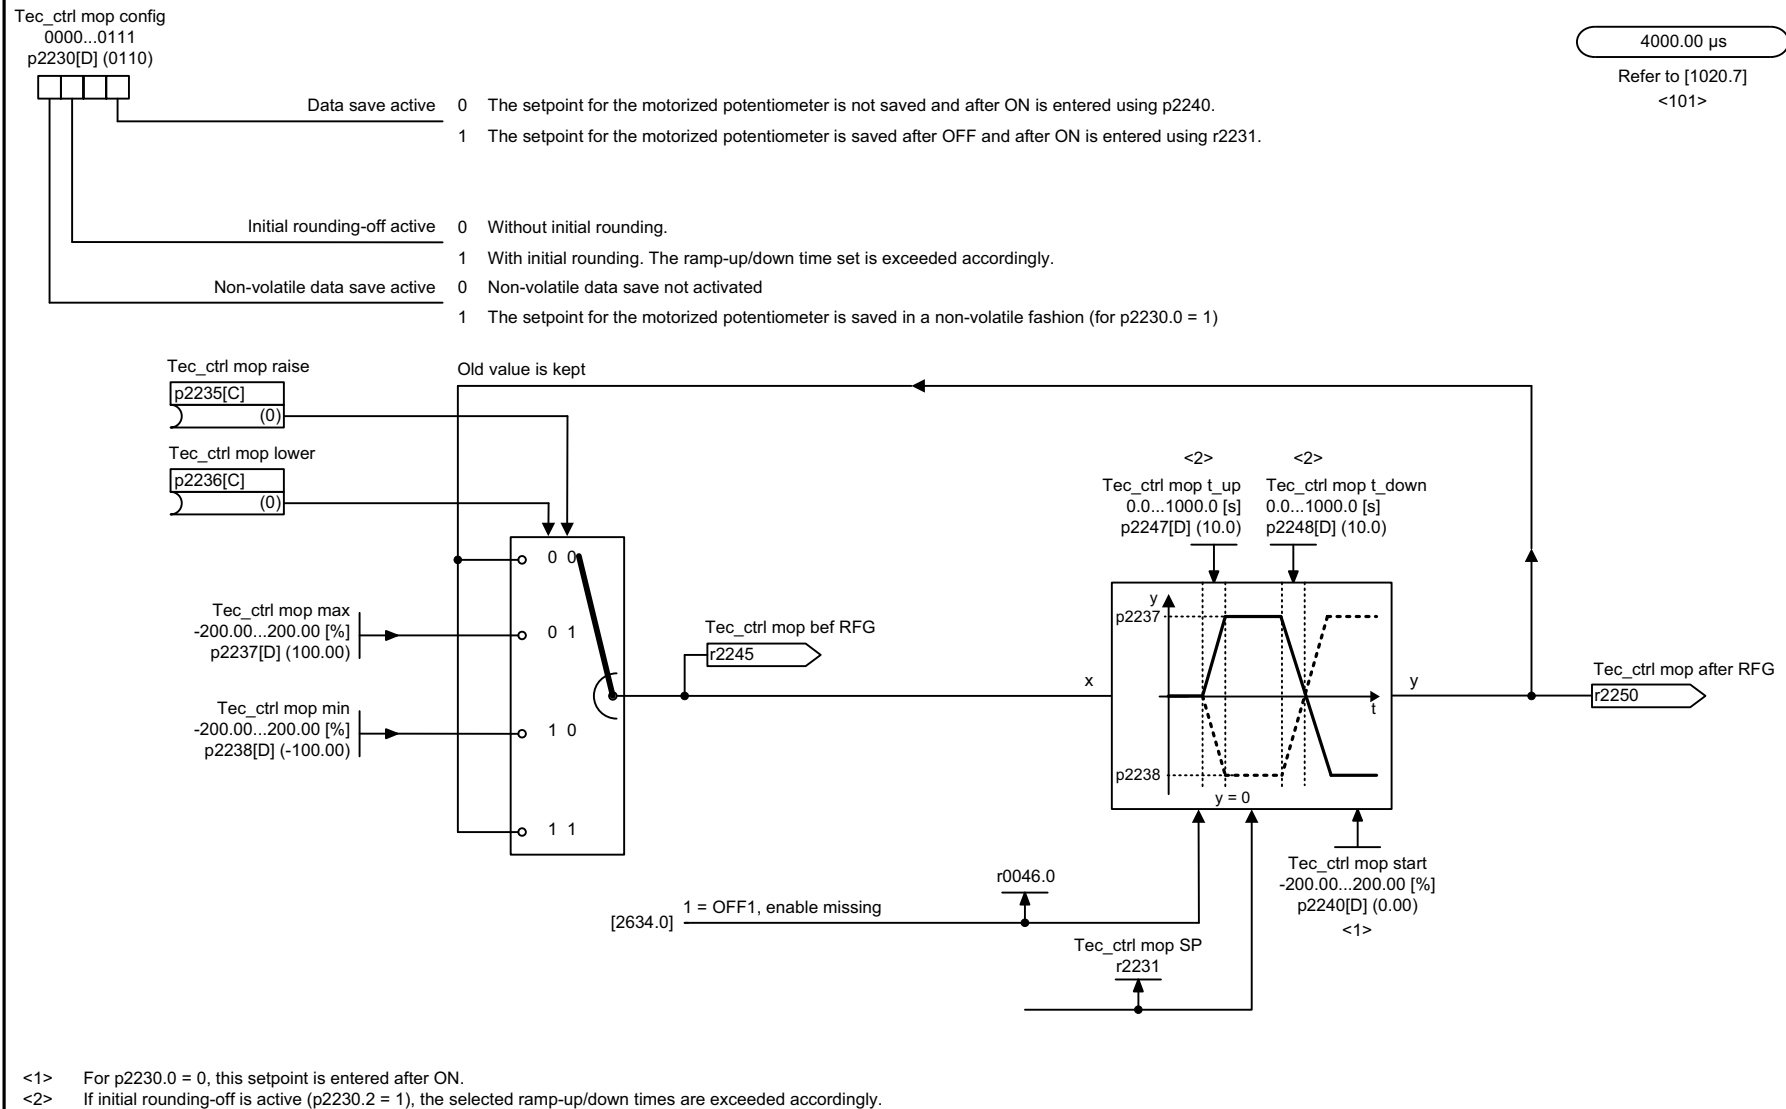 Tec_ctrl mop config
0000...0111
p2230[D] (0110)
4000.00 µs
Refer to [1020.7]
<101>
Data save active 0 The setpoint for the motorized potentiometer is not saved and after ON is entered using p2240.
1 The setpoint for the motorized potentiometer is saved after OFF and after ON is entered using r2231.
Initial rounding-off active 0 Without initial rounding.
1 With initial rounding. The ramp-up/down time set is exceeded accordingly.
Non-volatile data save active 0 Non-volatile data save not activated
1 The setpoint for the motorized potentiometer is saved in a non-volatile fashion (for p2230.0 = 1)
Tec_ctrl mop raise
p2235[C]
(0)
Old value is kept
Tec_ctrl mop lower
p2236[C]
(0)
<2>
Tec_ctrl mop t_up
0.0...1000.0 [s]
p2247[D] (10.0)
<2>
Tec_ctrl mop t_down
0.0...1000.0 [s]
p2248[D] (10.0)
0 0
Tec_ctrl mop max
-200.00...200.00 [%]
p2237[D] (100.00)
0 1
Tec_ctrl mop min
-200.00...200.00 [%]
p2238[D] (-100.00)
1 0
1 1
Tec_ctrl mop bef RFG
r2245
x
y
p2237
t
p2238
y = 0
y
Tec_ctrl mop after RFG
r2250
Tec_ctrl mop start
-200.00...200.00 [%]
p2240[D] (0.00)
<1>
r0046.0
1 = OFF1, enable missing
[2634.0]
Tec_ctrl mop SP
r2231
<1> For p2230.0 = 0, this setpoint is entered after ON.
<2> If initial rounding-off is active (p2230.2 = 1), the selected ramp-up/down times are exceeded accordingly.